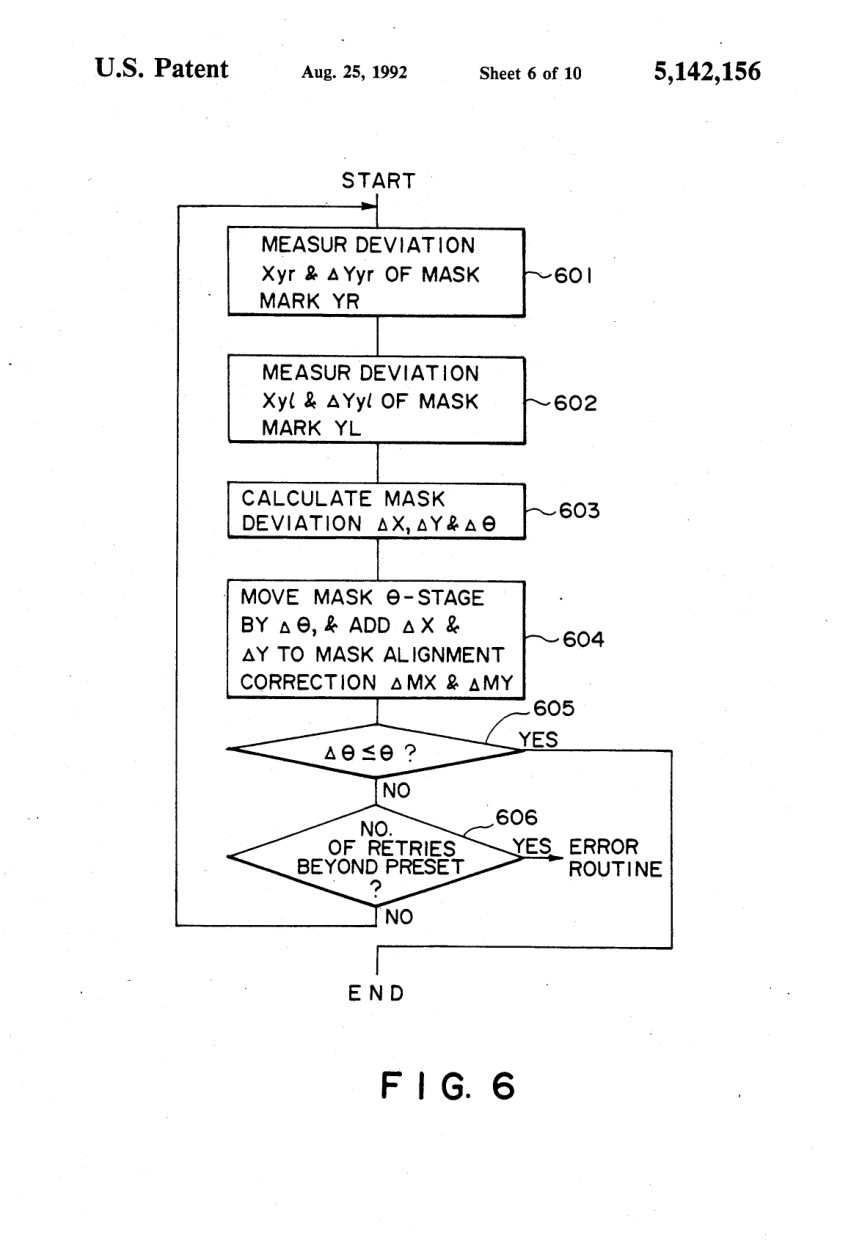 U.S. Patent Aug. 25, 1992 Sheet 6 of 10 5,142,156
START
MEASUR DEVIATION
Xyr & ΔYyr OF MASK
MARK YR
601
MEASUR DEVIATION
Xyl & ΔYyl OF MASK
MARK YL
602
CALCULATE MASK
DEVIATION ΔX, ΔY & Δθ
603
MOVE MASK θ-STAGE
BY Δθ, & ADD ΔX &
ΔY TO MASK ALIGNMENT
CORRECTION ΔMX & ΔMY
604
605
Δθ≤θ ?
YES
NO
606
NO.
OF RETRIES
BEYOND PRESET
?
YES
ERROR
ROUTINE
NO
END
FIG. 6